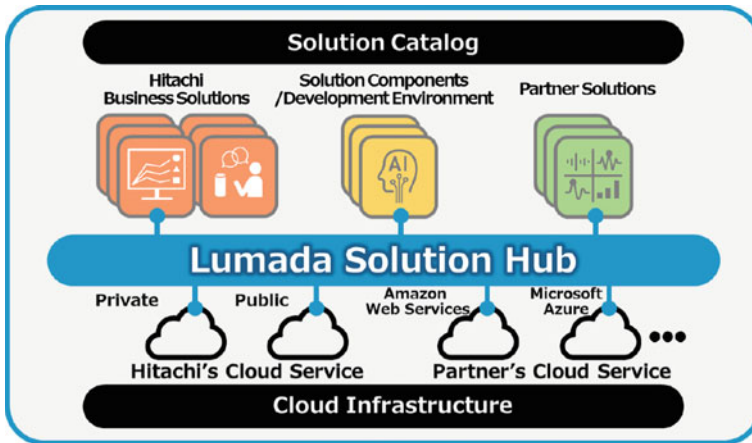 Solution Catalog
Hitachi
Business Solutions
Solution Components
/Development Environment
Partner Solutions
AI
Lumada Solution Hub
Private
Public
Amazon
Web Services
Microsoft
Azure
Hitachi's Cloud Service
Partner's Cloud Service
Cloud Infrastructure